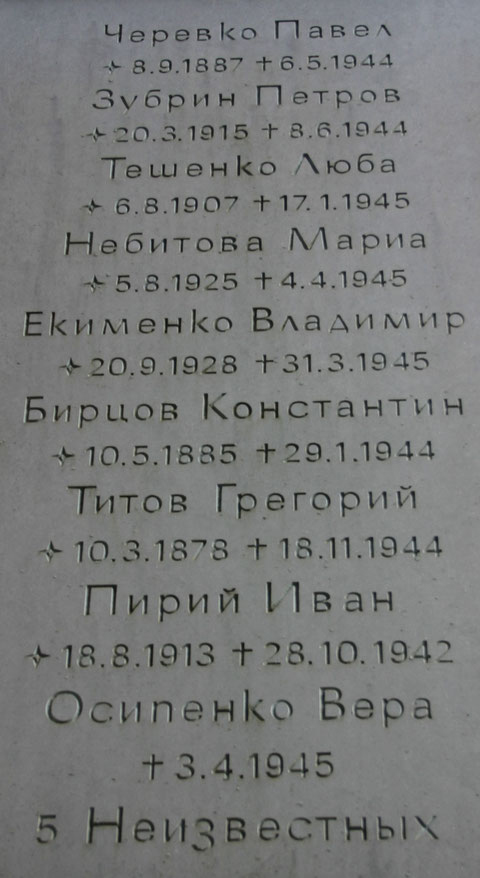 Черевко Павел
✦ 8.9.1887 † 6.5.1944
Зубрин Петров
✦ 20.3.1915 † 8.6.1944
Тешенко Люба
✦ 6.8.1907 † 17.1.1945
Небитова Мариа
✦ 5.8.1925 † 4.4.1945
Екименко Владимир
✦ 20.9.1928 † 31.3.1945
Бирцов Константин
✦ 10.5.1885 † 29.1.1944
Титов Грегорий
✦ 10.3.1878 † 18.11.1944
Пирий Иван
✦ 18.8.1913 † 28.10.1942
Осипенко Вера
† 3.4.1945
5 Неизвестных